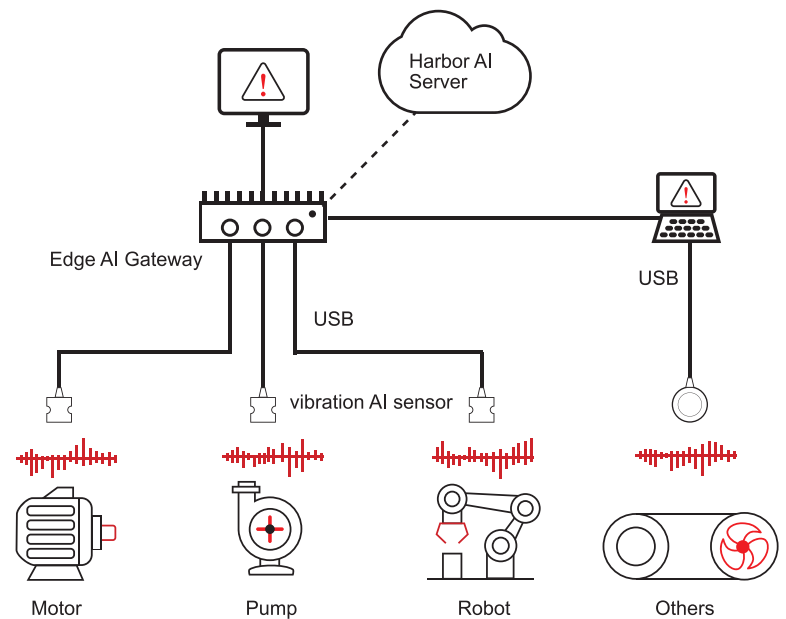 Harbor AI
Server
Edge AI Gateway
USB
USB
vibration AI sensor
Motor
Pump
Robot
Others